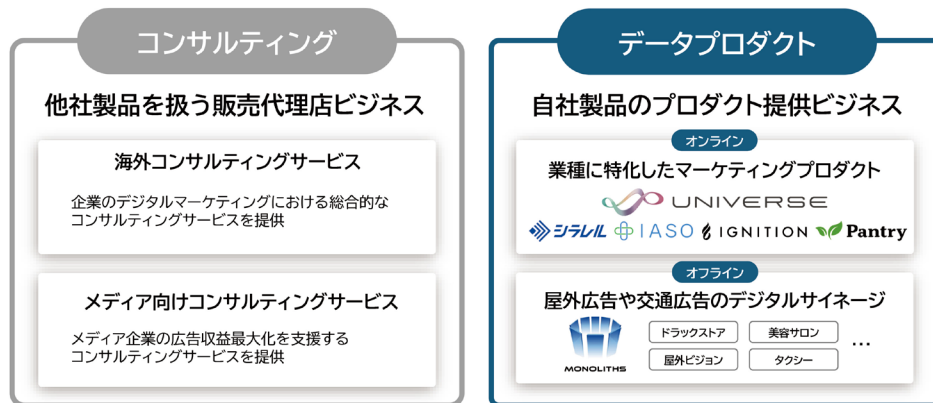 コンサルティング
他社製品を扱う販売代理店ビジネス
海外コンサルティングサービス
企業のデジタルマーケティングにおける総合的な
コンサルティングサービスを提供
メディア向けコンサルティングサービス
メディア企業の広告収益最大化を支援する
コンサルティングサービスを提供
データプロダクト
自社製品のプロダクト提供ビジネス
オンライン
業種に特化したマーケティングプロダクト
UNIVERSE
シラレル IASO IGNITION Pantry
オフライン
屋外広告や交通広告のデジタルサイネージ
MONOLITHS
ドラックストア 美容サロン
屋外ビジョン タクシー
…